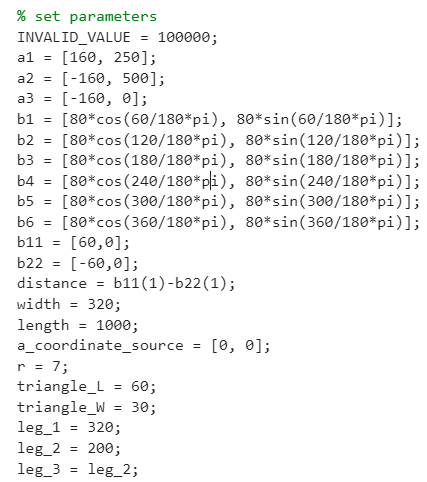 % set parameters
INVALID_VALUE = 100000;
a1 = [160, 250];
a2 = [-160, 500];
a3 = [-160, 0];
b1 = [80*cos(60/180*pi), 80*sin(60/180*pi)];
b2 = [80*cos(120/180*pi), 80*sin(120/180*pi)];
b3 = [80*cos(180/180*pi), 80*sin(180/180*pi)];
b4 = [80*cos(240/180*pi), 80*sin(240/180*pi)];
b5 = [80*cos(300/180*pi), 80*sin(300/180*pi)];
b6 = [80*cos(360/180*pi), 80*sin(360/180*pi)];
b11 = [60,0];
b22 = [-60,0];
distance = b11(1)-b22(1);
width = 320;
length = 1000;
a_coordinate_source = [0, 0];
r = 7;
triangle_L = 60;
triangle_W = 30;
leg_1 = 320;
leg_2 = 200;
leg_3 = leg_2;